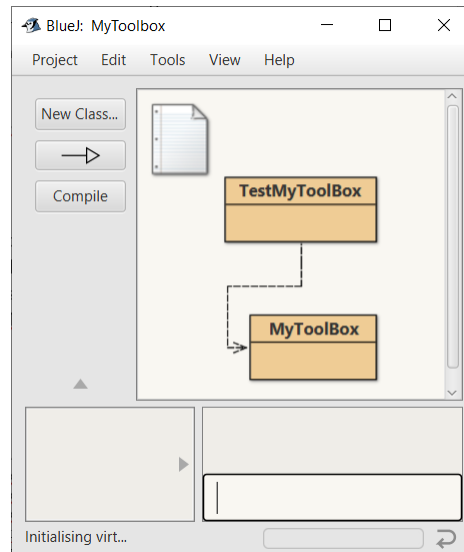 BlueJ: MyToolbox
Project Edit Tools View Help
New Class...
Compile
TestMyToolBox
MyToolBox
Initialising virt...